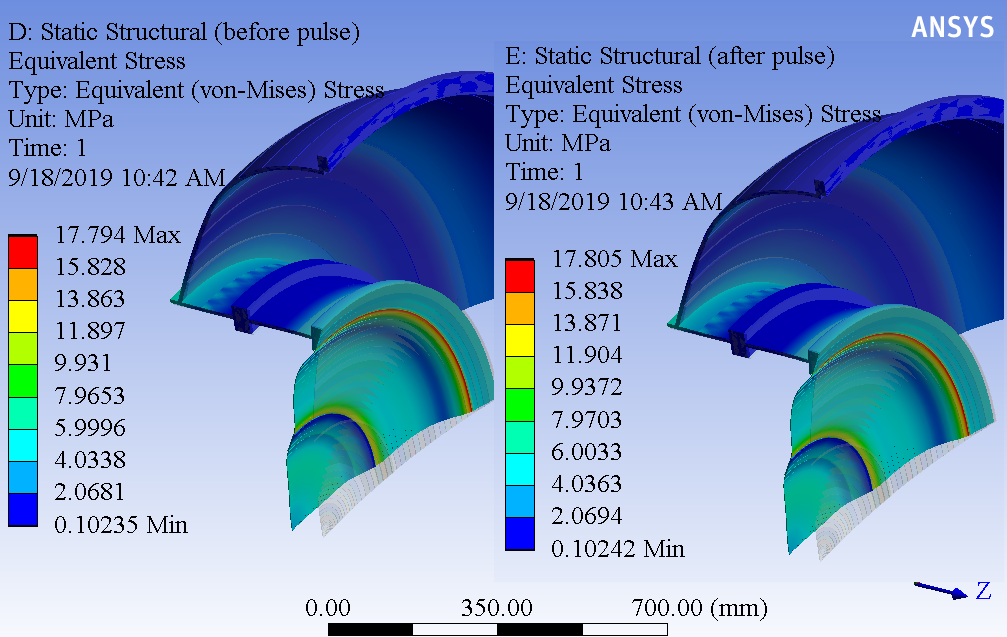 D: Static Structural (before pulse)
Equivalent Stress
Type: Equivalent (von-Mises) Stress
Unit: MPa
Time: 1
9/18/2019 10:42 AM
17.794 Max
15.828
13.863
11.897
9.931
7.9653
5.9996
4.0338
2.0681
0.10235 Min
ANSYS
E: Static Structural (after pulse)
Equivalent Stress
Type: Equivalent (von-Mises) Stress
Unit: MPa
Time: 1
9/18/2019 10:43 AM
17.805 Max
15.838
13.871
11.904
9.9372
7.9703
6.0033
4.0363
2.0694
0.10242 Min
Z
0.00 350.00 700.00 (mm)